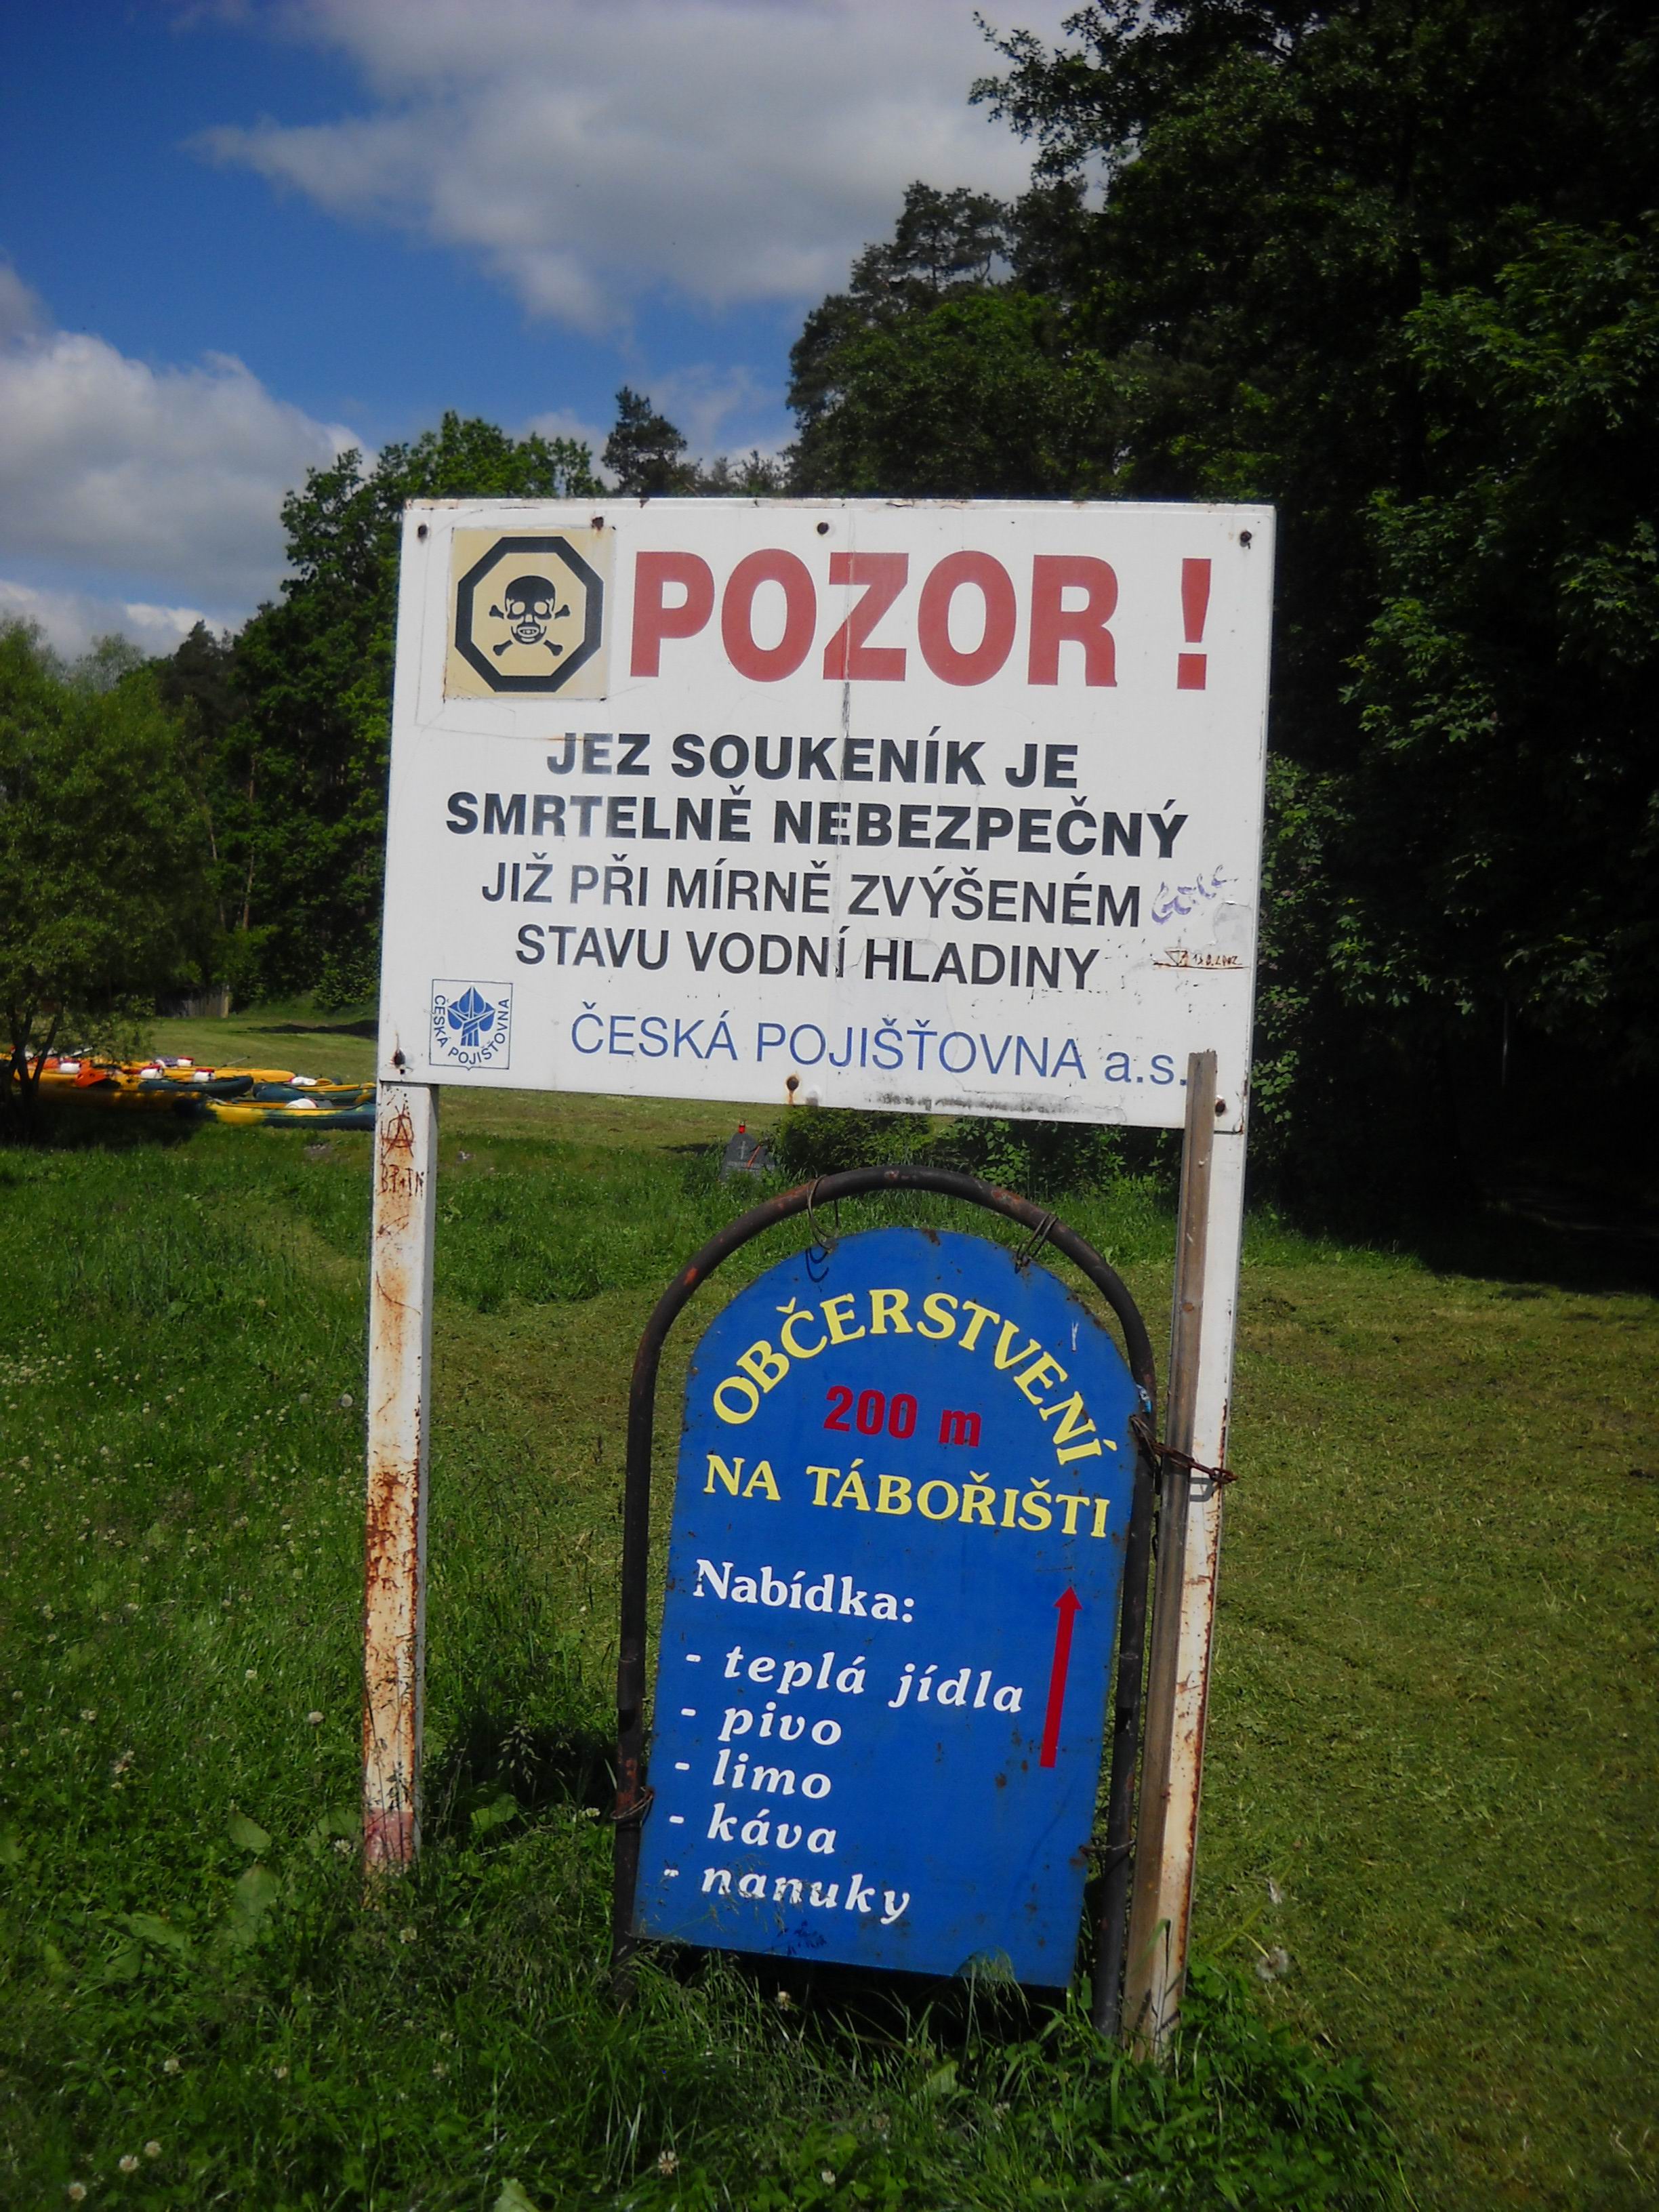 POZOR !
JEZ SOUKENÍK JE
SMRTELNĚ NEBEZPEČNÝ
JIŽ PŘI MÍRNĚ ZVÝŠENÉM
STAVU VODNÍ HLADINY
ČESKÁ POJIŠŤOVNA
ČESKÁ POJIŠŤOVNA a.s.
OBČERSTVENÍ
200 m
NA TÁBOŘIŠTI
Nabídka:
- teplá jídla
- pivo
- limo
- káva
- nanuky